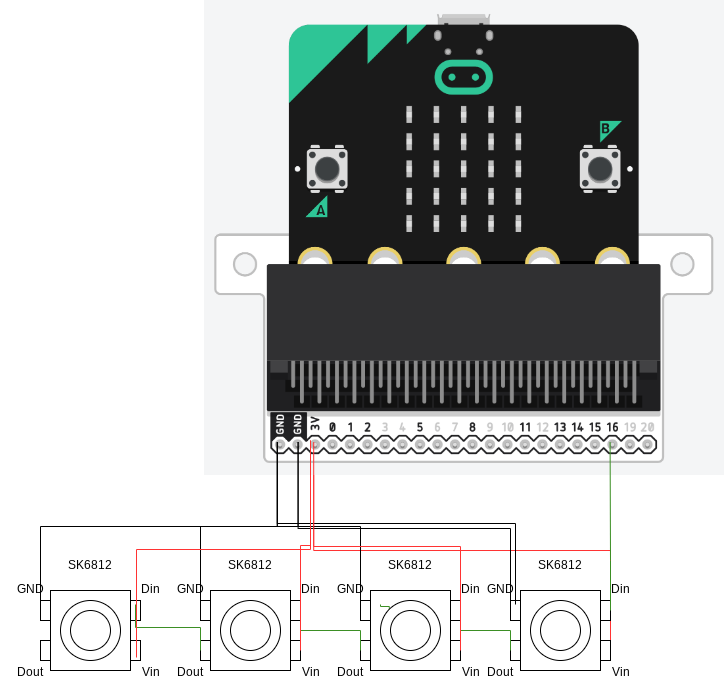 B
A
GND GND 3V 0 1 2 3 4 5 6 7 8 9 10 11 12 13 14 15 16 19 20
SK6812 SK6812 SK6812 SK6812
GND Din GND Din GND Din GND Din
Dout Vin Dout Vin Dout Vin Dout Vin